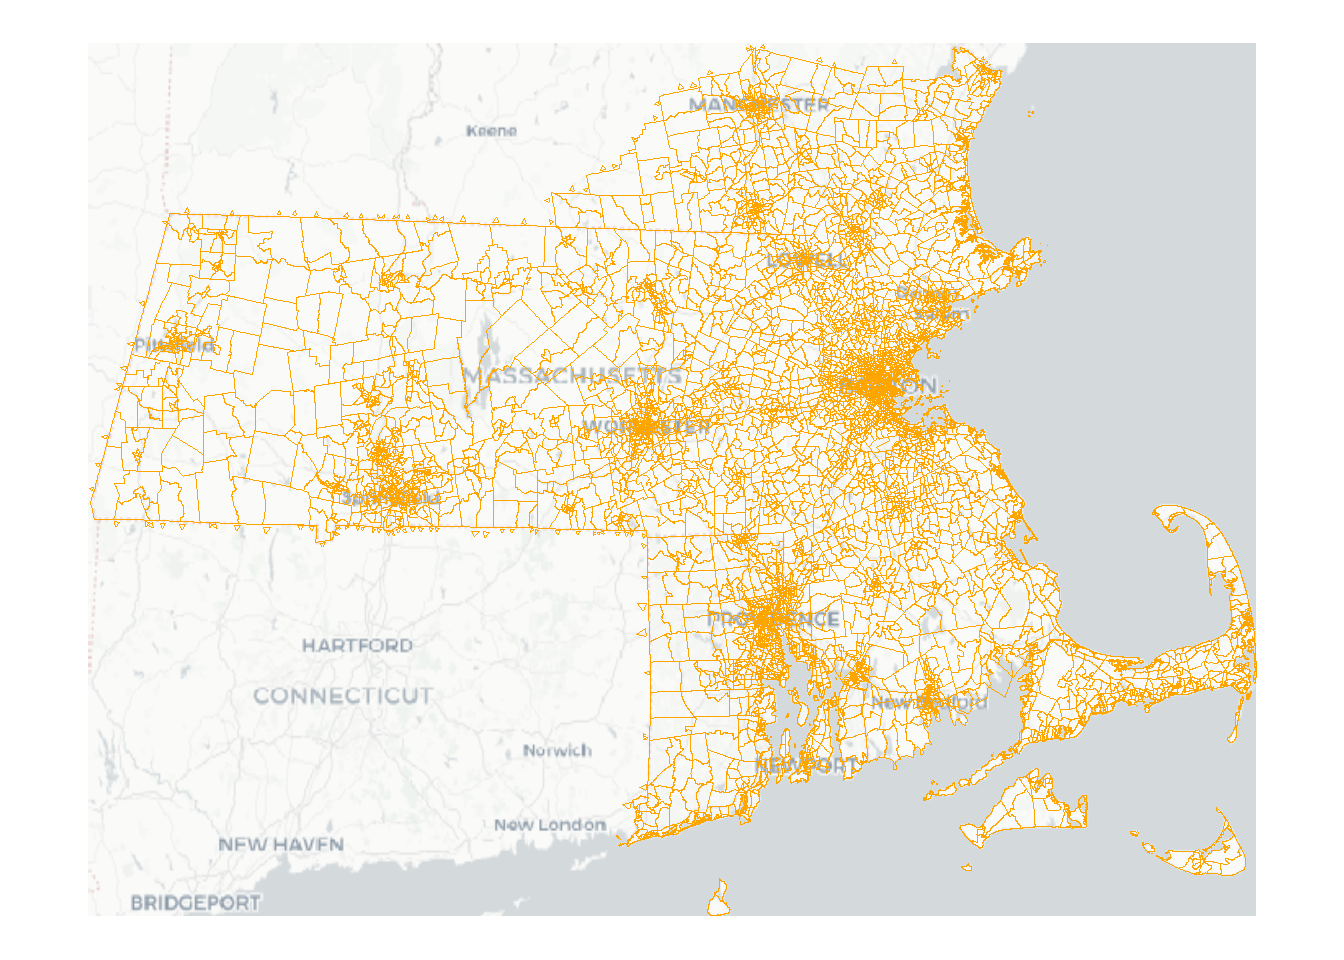 MANCHESTER
Keene
LOWELL
Pittsfield
MASSACHUSETTS
BOSTON
WORCESTER
Springfield
PROVIDENCE
HARTFORD
CONNECTICUT
New Bedford
Norwich
NEWPORT
New London
NEW HAVEN
BRIDGEPORT